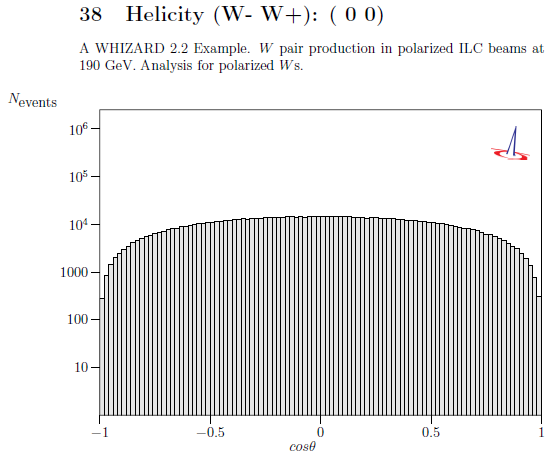 38 Helicity (W- W+): ( 0 0)
A WHIZARD 2.2 Example. W pair production in polarized ILC beams at
190 GeV. Analysis for polarized Ws.
Nevents
10⁶
10⁵
10⁴
1000
100
10
−1 −0.5 0 0.5 1
cosθ